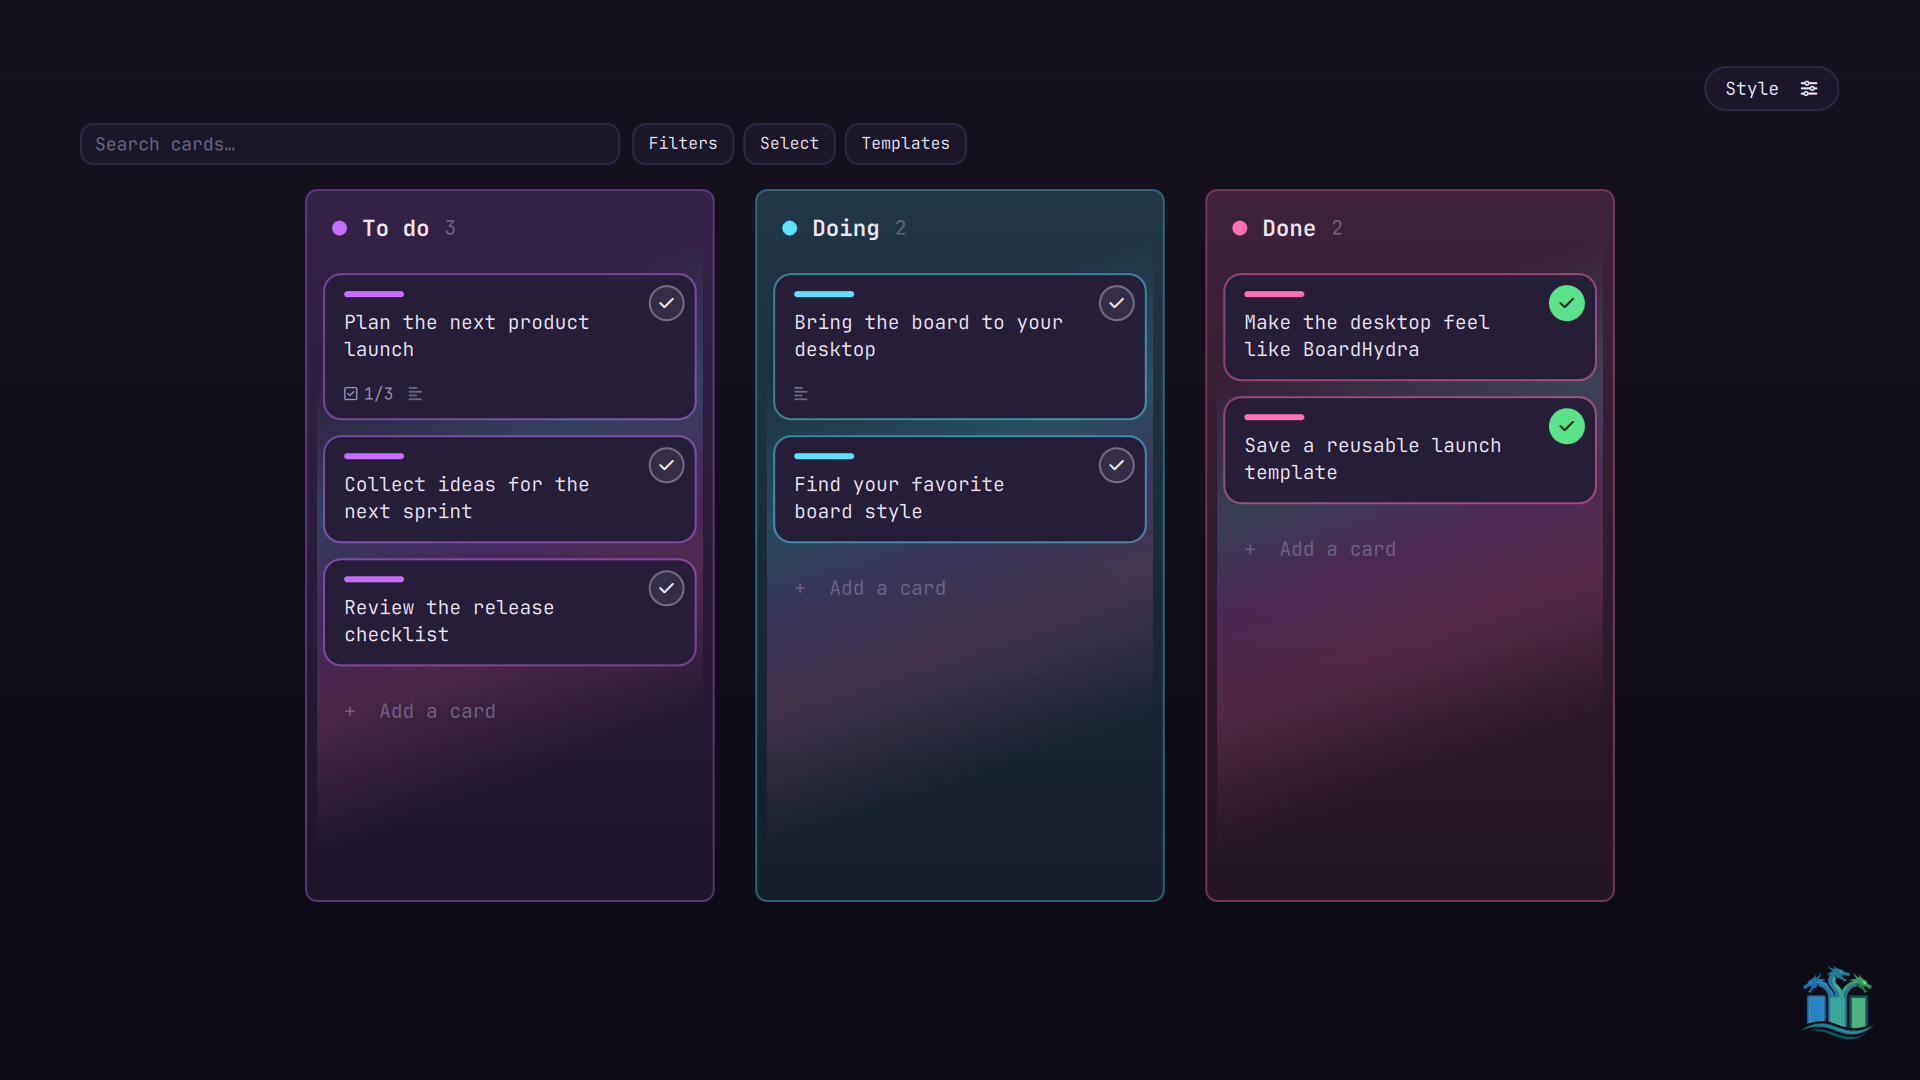 Style
Search cards…
Filters
Select
Templates
To do 3
Plan the next product
launch
1/3
Collect ideas for the
next sprint
Review the release
checklist
+ Add a card
Doing 2
Bring the board to your
desktop
Find your favorite
board style
+ Add a card
Done 2
Make the desktop feel
like BoardHydra
Save a reusable launch
template
+ Add a card